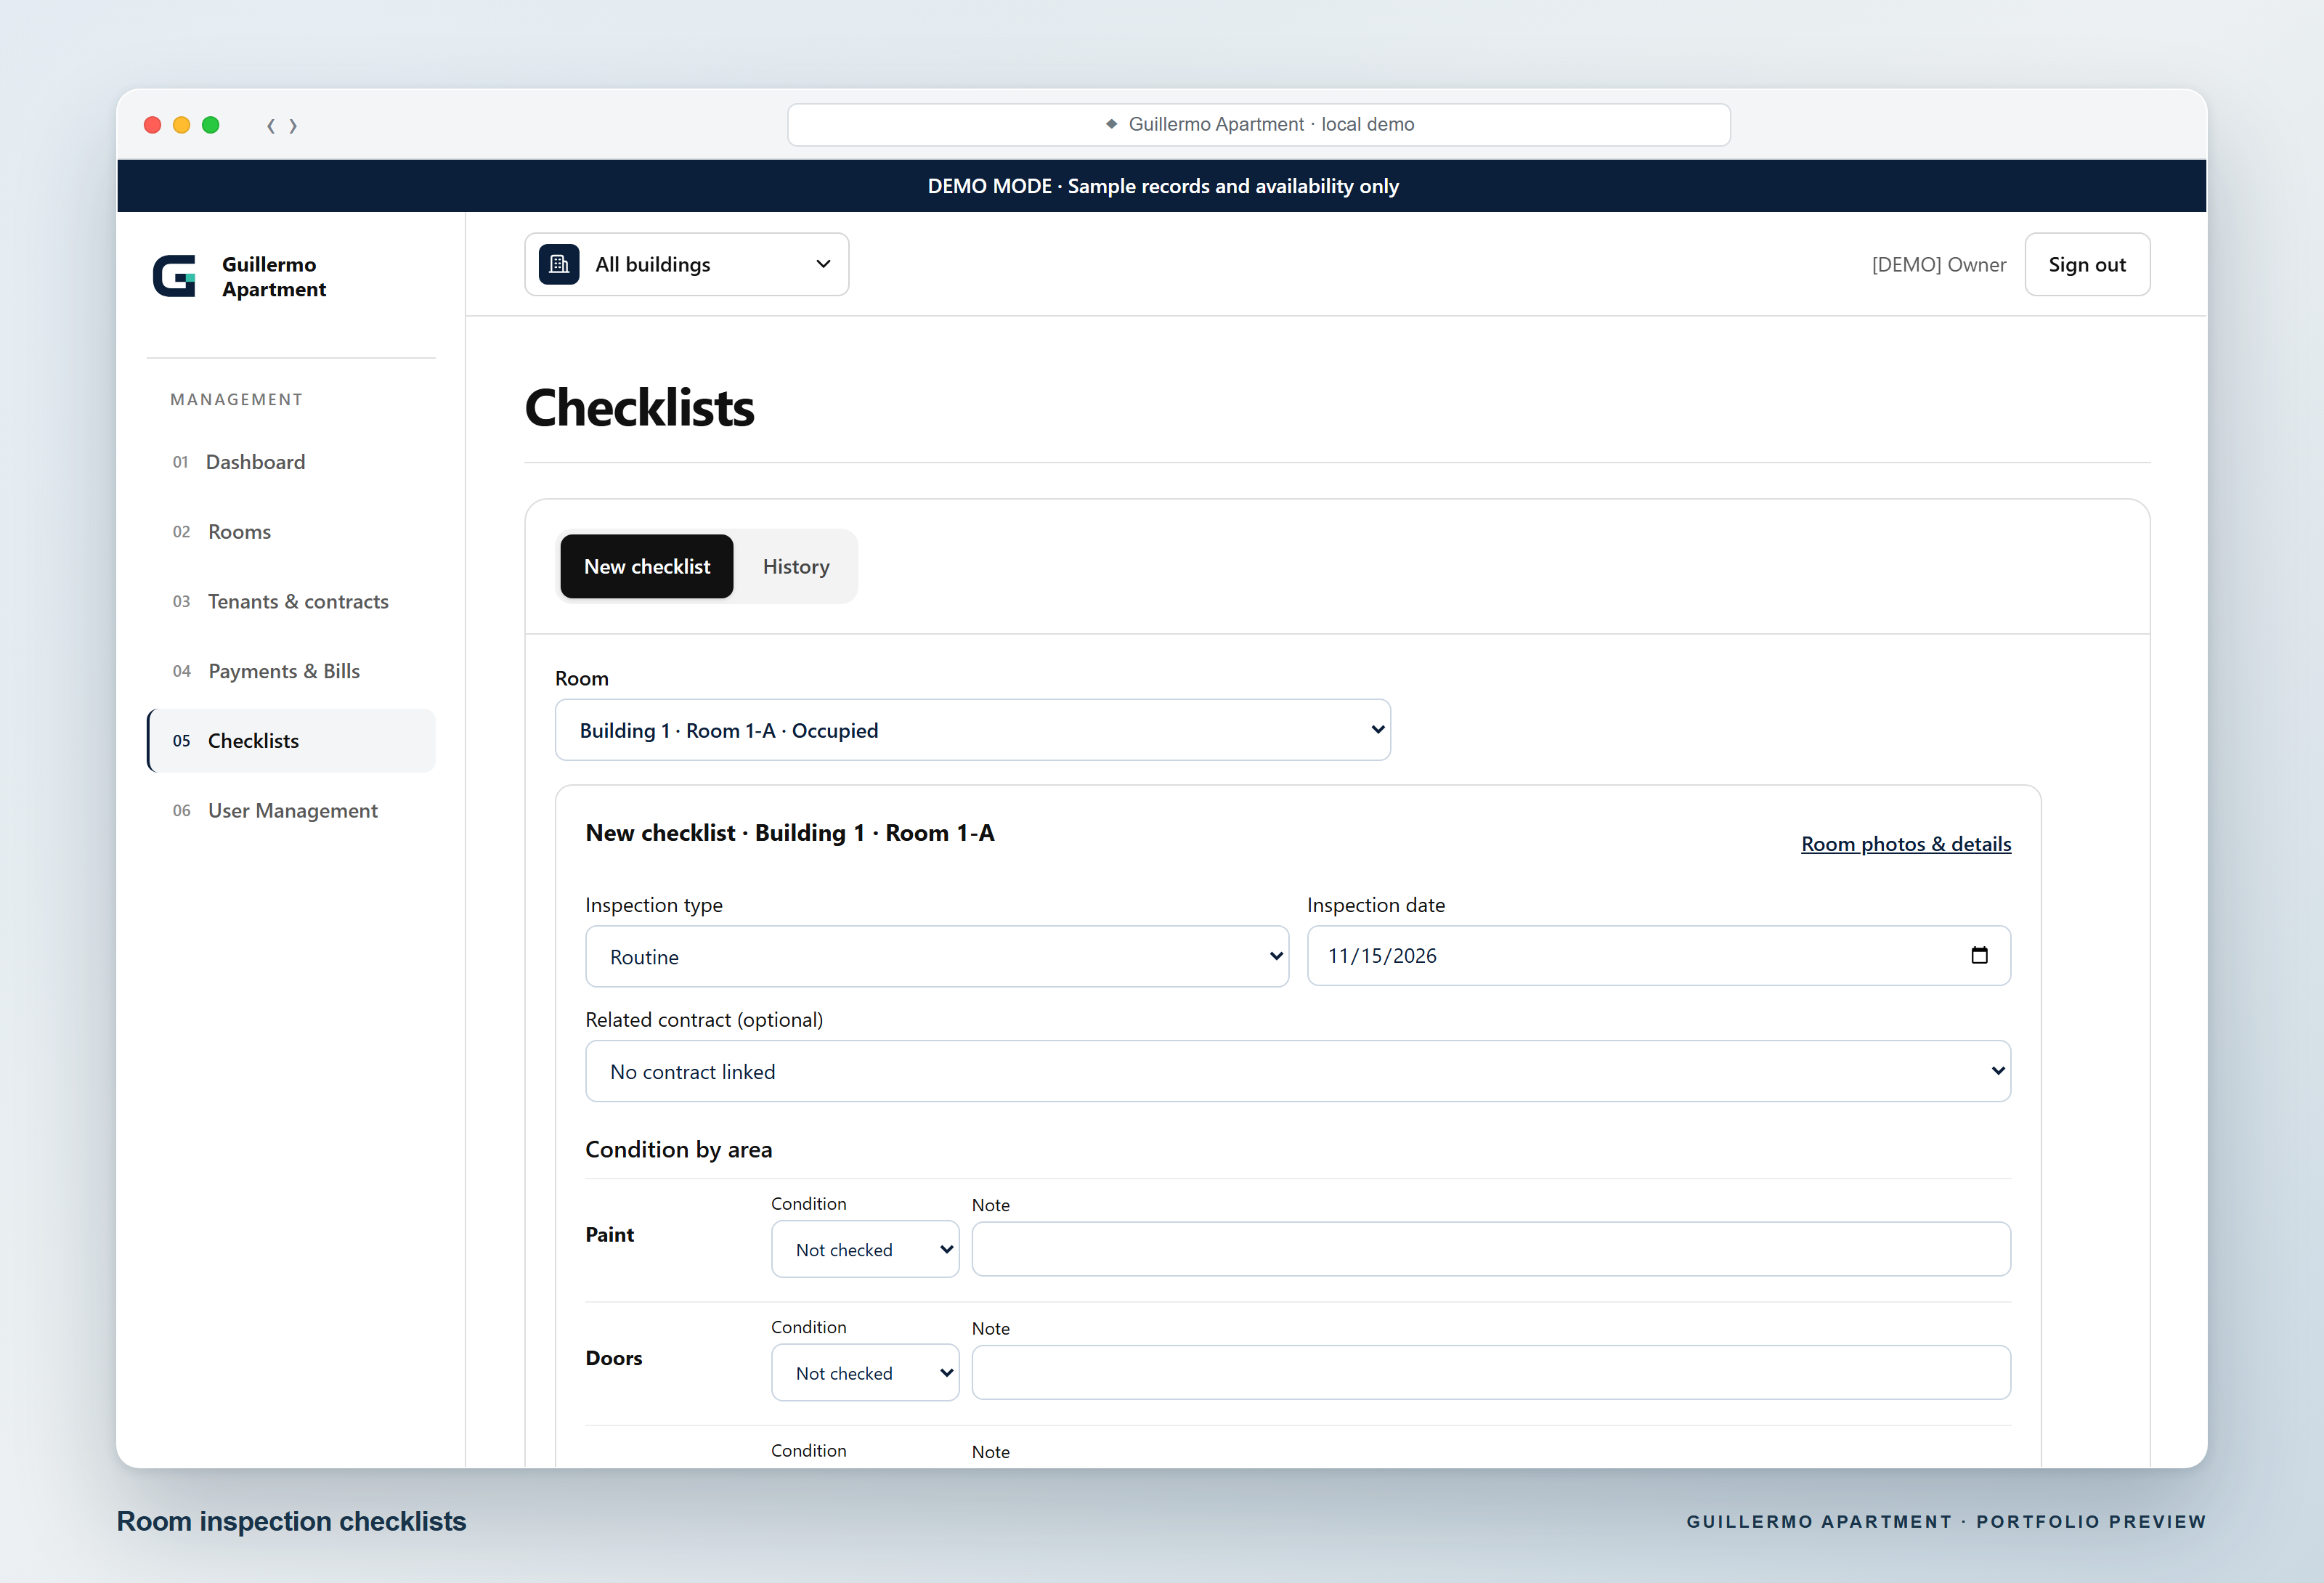 Guillermo Apartment · local demo
DEMO MODE · Sample records and availability only
Guillermo
Apartment
All buildings
[DEMO] Owner
Sign out
MANAGEMENT
01 Dashboard
02 Rooms
03 Tenants & contracts
04 Payments & Bills
05 Checklists
06 User Management
Checklists
New checklist
History
Room
Building 1 · Room 1-A · Occupied
New checklist · Building 1 · Room 1-A
Room photos & details
Inspection type
Inspection date
Routine
11/15/2026
Related contract (optional)
No contract linked
Condition by area
Condition
Note
Paint
Not checked
Condition
Note
Doors
Not checked
Condition
Note
Room inspection checklists
GUILLERMO APARTMENT · PORTFOLIO PREVIEW